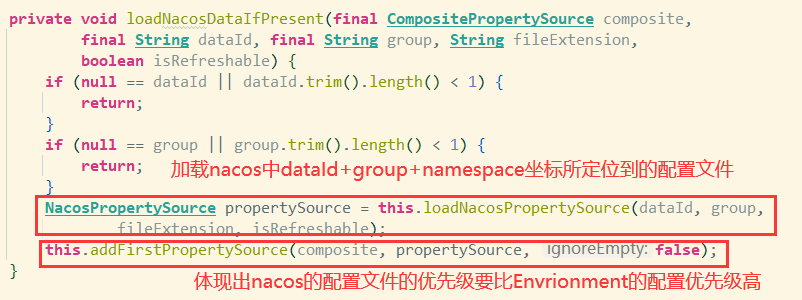 private void loadNacosDataIfPresent(final CompositePropertySource composite,
final String dataId, final String group, String fileExtension,
boolean isRefreshable) {
if (null == dataId || dataId.trim().length() < 1) {
return;
}
if (null == group || group.trim().length() < 1) {
return;
加载nacos中dataId+group+namespace坐标所定位到的配置文件
}
NacosPropertySource propertySource = this.loadNacosPropertySource(dataId, group,
fileExtension, isRefreshable);
this.addFirstPropertySource(composite, propertySource, ignoreEmpty: false);
}
体现出nacos的配置文件的优先级要比Envrionment的配置优先级高